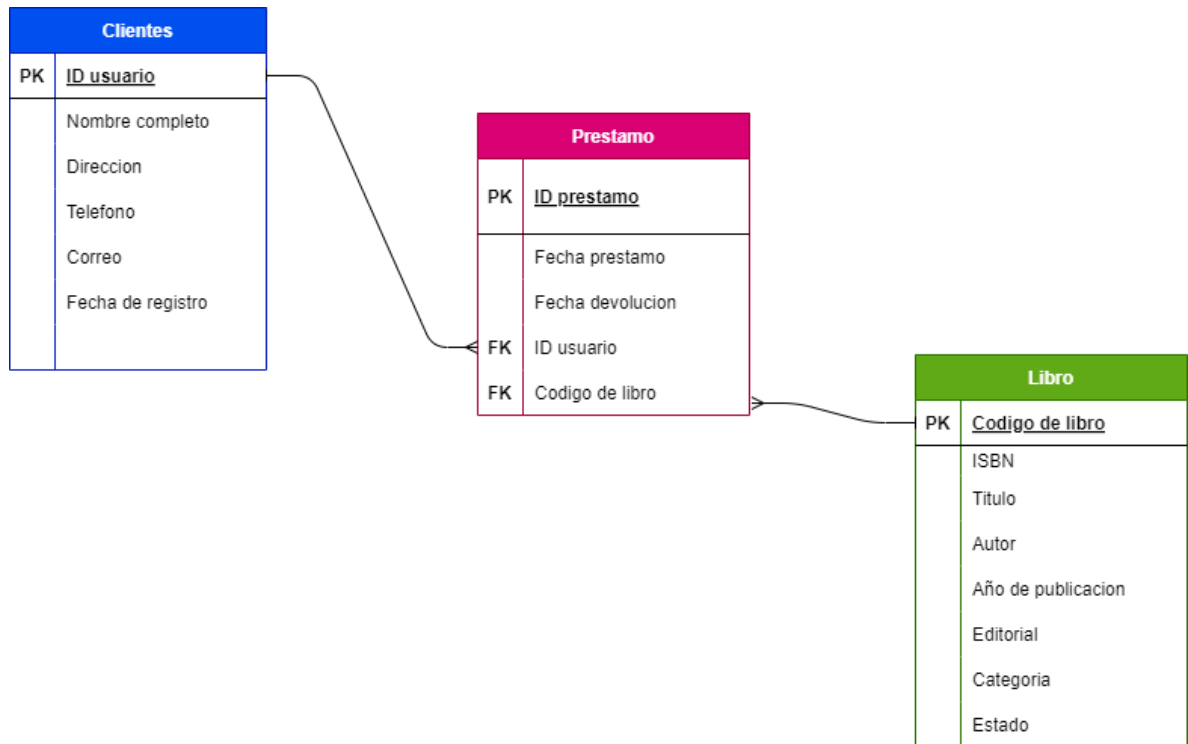 Clientes
PK ID usuario
Nombre completo
Direccion
Telefono
Correo
Fecha de registro
Prestamo
PK ID prestamo
Fecha prestamo
Fecha devolucion
FK ID usuario
FK Codigo de libro
Libro
PK Codigo de libro
ISBN
Titulo
Autor
Año de publicacion
Editorial
Categoria
Estado